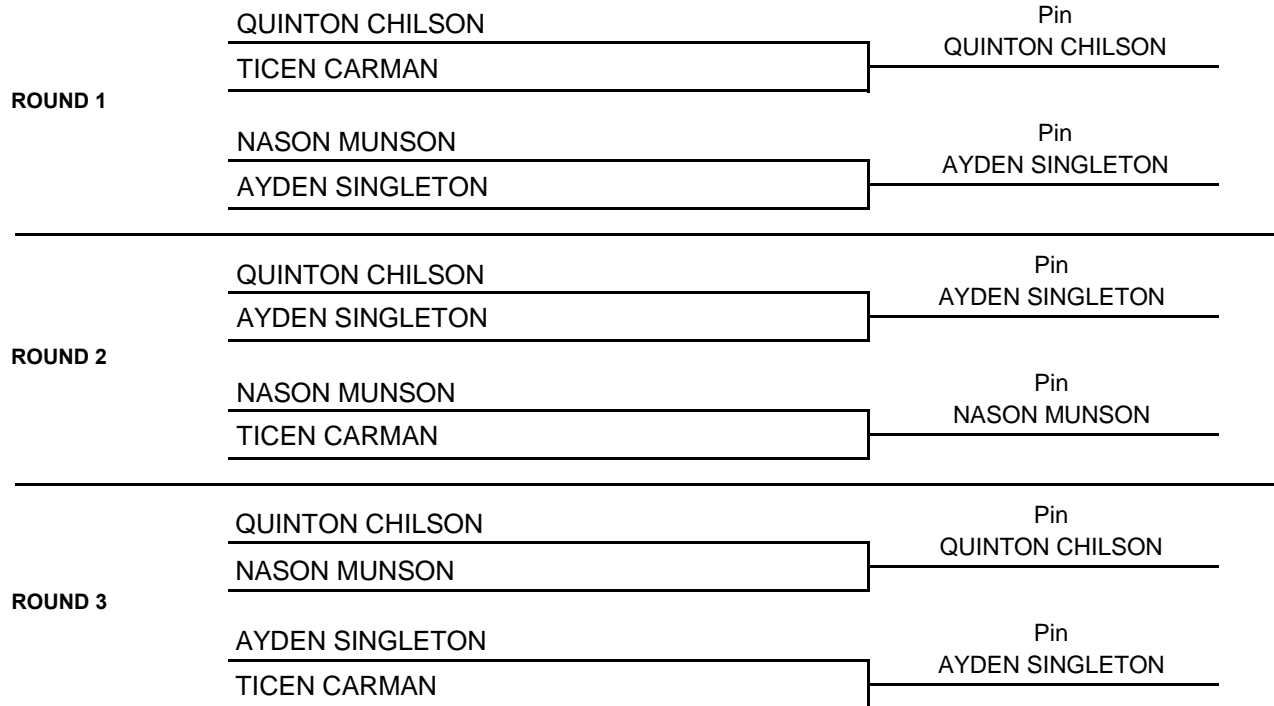 QUINTON CHILSON
Pin
QUINTON CHILSON
TICEN CARMAN
ROUND 1
NASON MUNSON
Pin
AYDEN SINGLETON
AYDEN SINGLETON
QUINTON CHILSON
Pin
AYDEN SINGLETON
AYDEN SINGLETON
ROUND 2
NASON MUNSON
Pin
NASON MUNSON
TICEN CARMAN
QUINTON CHILSON
Pin
QUINTON CHILSON
NASON MUNSON
ROUND 3
AYDEN SINGLETON
Pin
AYDEN SINGLETON
TICEN CARMAN